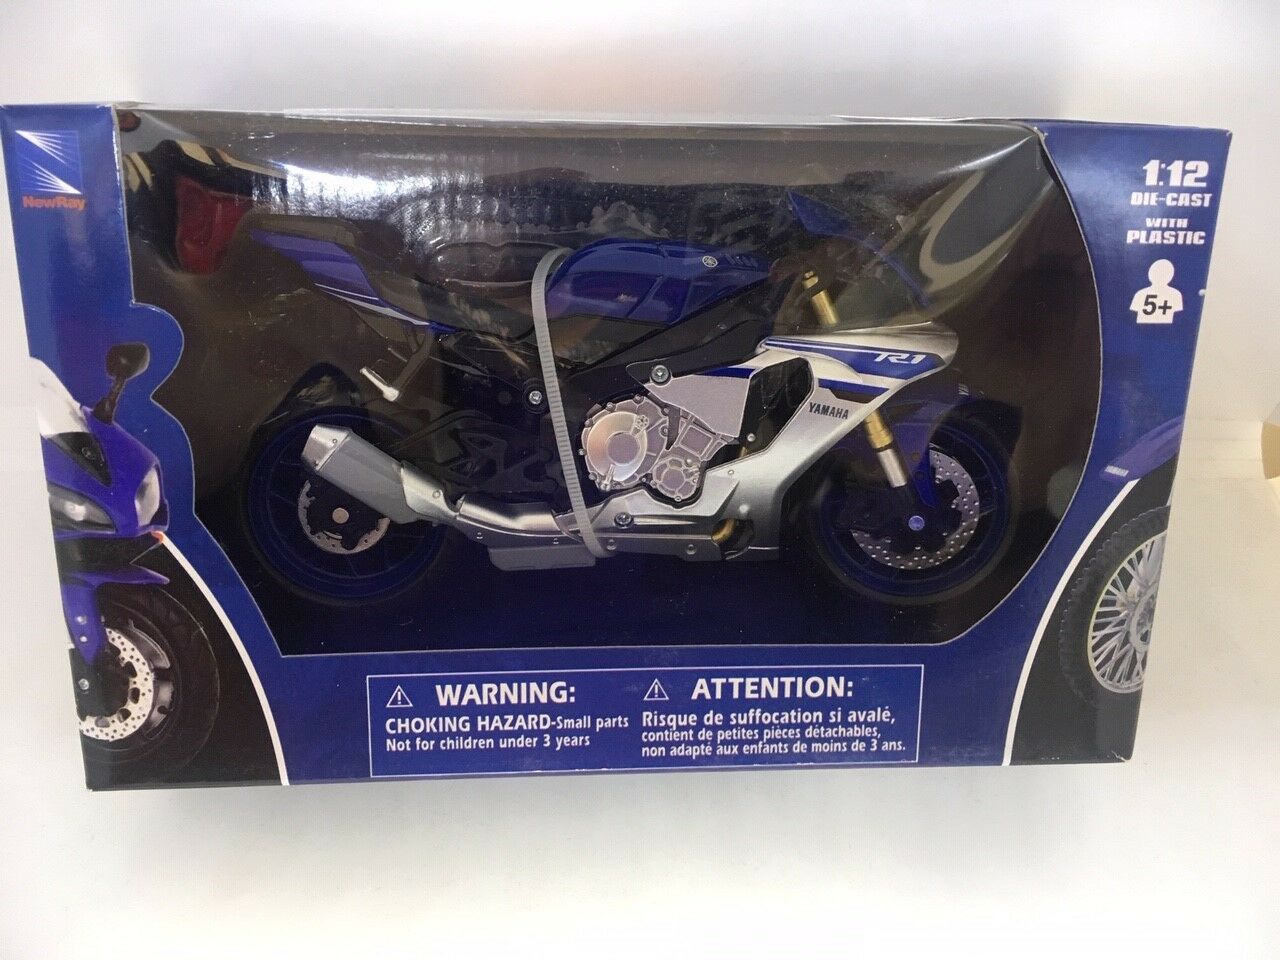 NewRay
1:12
DIE-CAST
WITH
PLASTIC
5+
R1
YAMAHA
YAMAHA
WARNING:
CHOKING HAZARD-Small parts
Not for children under 3 years
ATTENTION:
Risque de suffocation si avalé,
contient de petites pièces détachables,
non adapté aux enfants de moins de 3 ans.